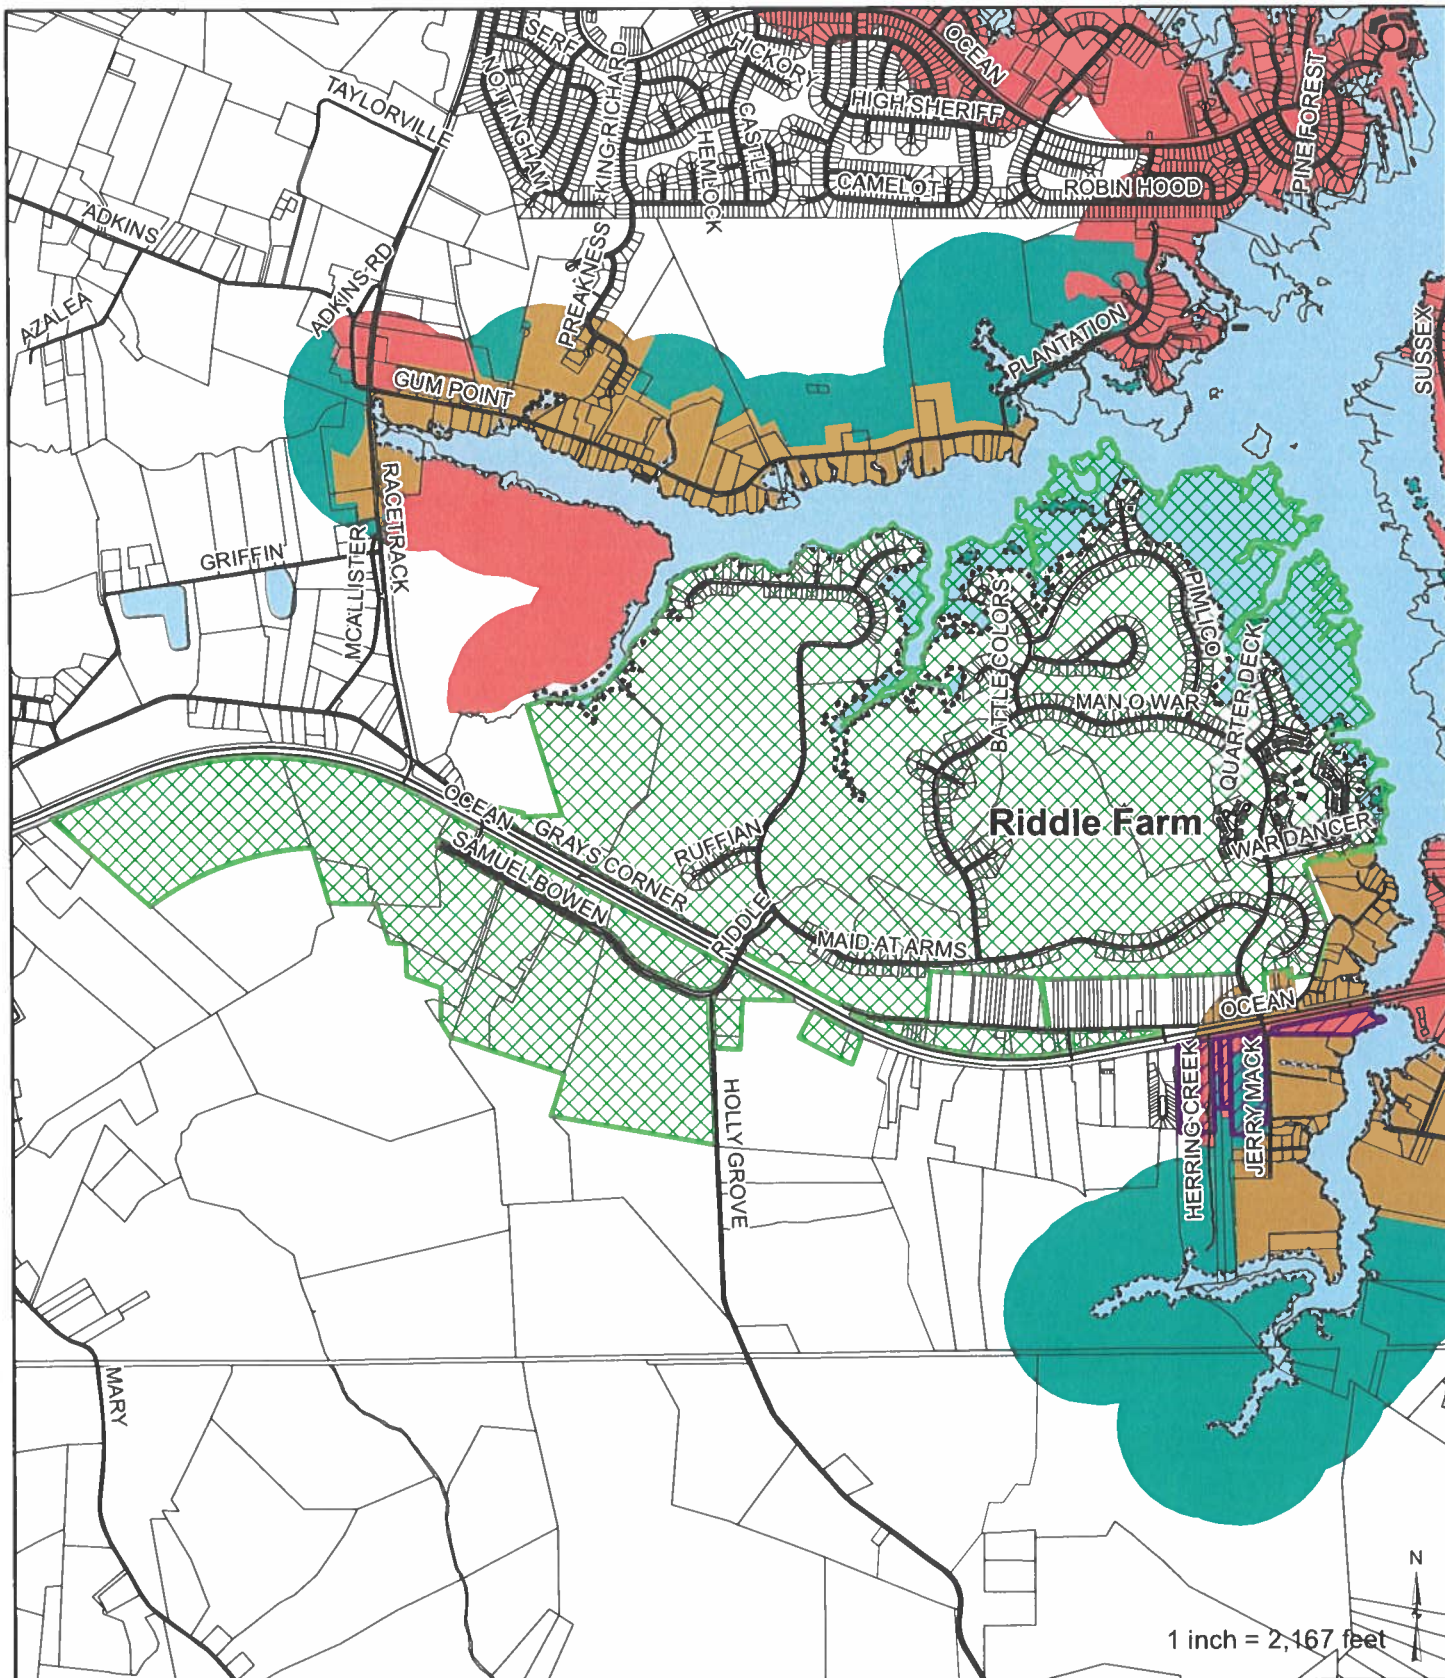 SERF
KING RICHARD
HICKORY
OCEAN
NOTTINGHAM
TAYLORVILLE
HIGH SHERIFF
CASTLE
HEMLOCK
PINE FOREST
CAMELOT
ROBIN HOOD
ADKINS
ADKINS RD
AZALEA
PREAKNESS
PLANTATION
SUSSEX
GUM POINT
RACETRACK
MCALLISTER
GRIFFIN
BATTLE COLORS
PIMLICO
QUARTER DECK
MAN O WAR
OCEAN
GRAYS CORNER
SAMUEL BOWEN
RUFFIAN
Riddle Farm
WAR DANCER
RIDDLE
MAID AT ARMS
OCEAN
HERRING CREEK
JERRY MACK
HOLLY GROVE
MARY
N
1 inch = 2,167 feet